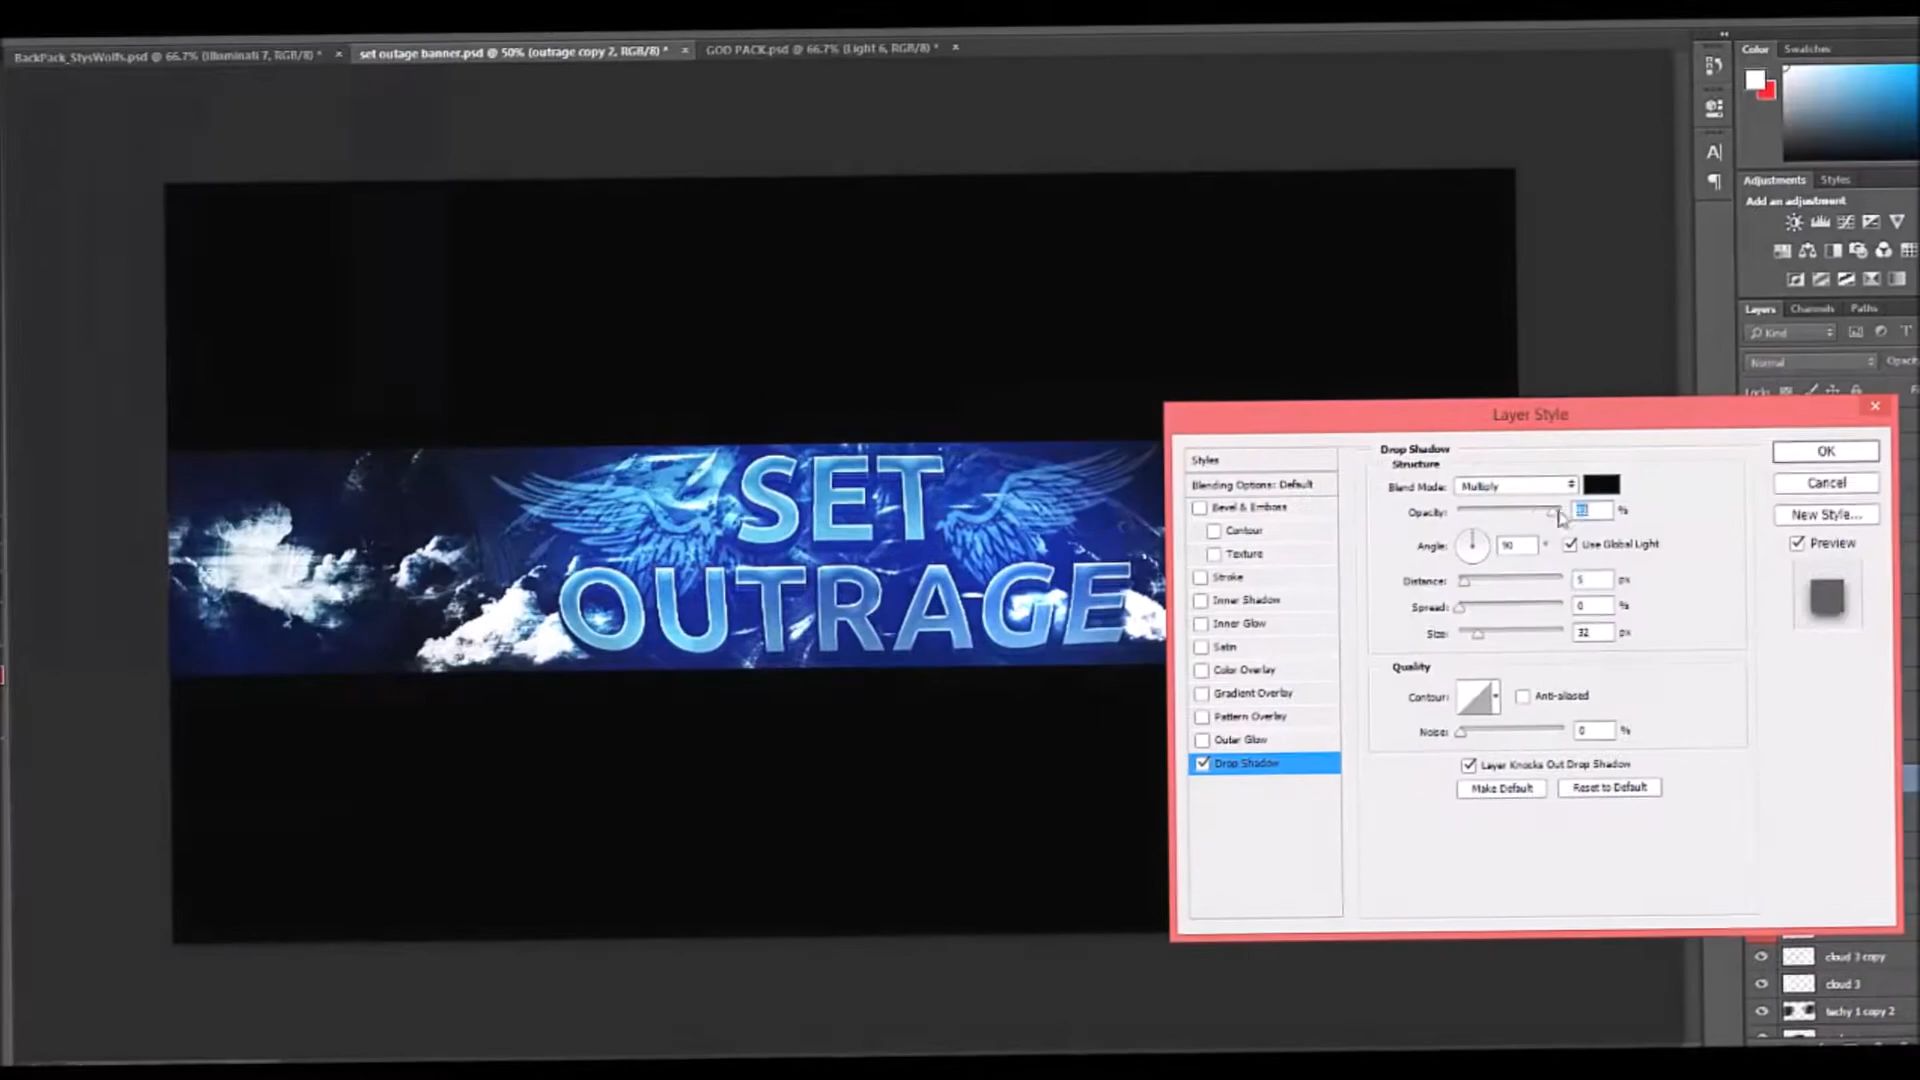 BackPack_StysWolfs.psd @ 66.7% (Illuminati 7, RGB/8) * ×
set outage banner.psd @ 50% (outrage copy 2, RGB/8) * ×
GOD PACK.psd @ 66.7% (Light 6, RGB/8) * ×
Color Swatches
Adjustments Styles
Add an adjustment
Layers Channels Paths
Kind
Normal
Lock:
SET
OUTRAGE
Layer Style
Styles
Blending Options: Default
Bevel & Emboss
Contour
Texture
Stroke
Inner Shadow
Inner Glow
Satin
Color Overlay
Gradient Overlay
Pattern Overlay
Outer Glow
Drop Shadow
Drop Shadow
Structure
Blend Mode: Multiply
Opacity: %
Angle: 90 ° Use Global Light
Distance: 5 px
Spread: 0 %
Size: 32 px
Quality
Contour: Anti-aliased
Noise: 0 %
Layer Knocks Out Drop Shadow
Make Default Reset to Default
OK
Cancel
New Style...
Preview
cloud 3 copy
cloud 3
techy 1 copy 2